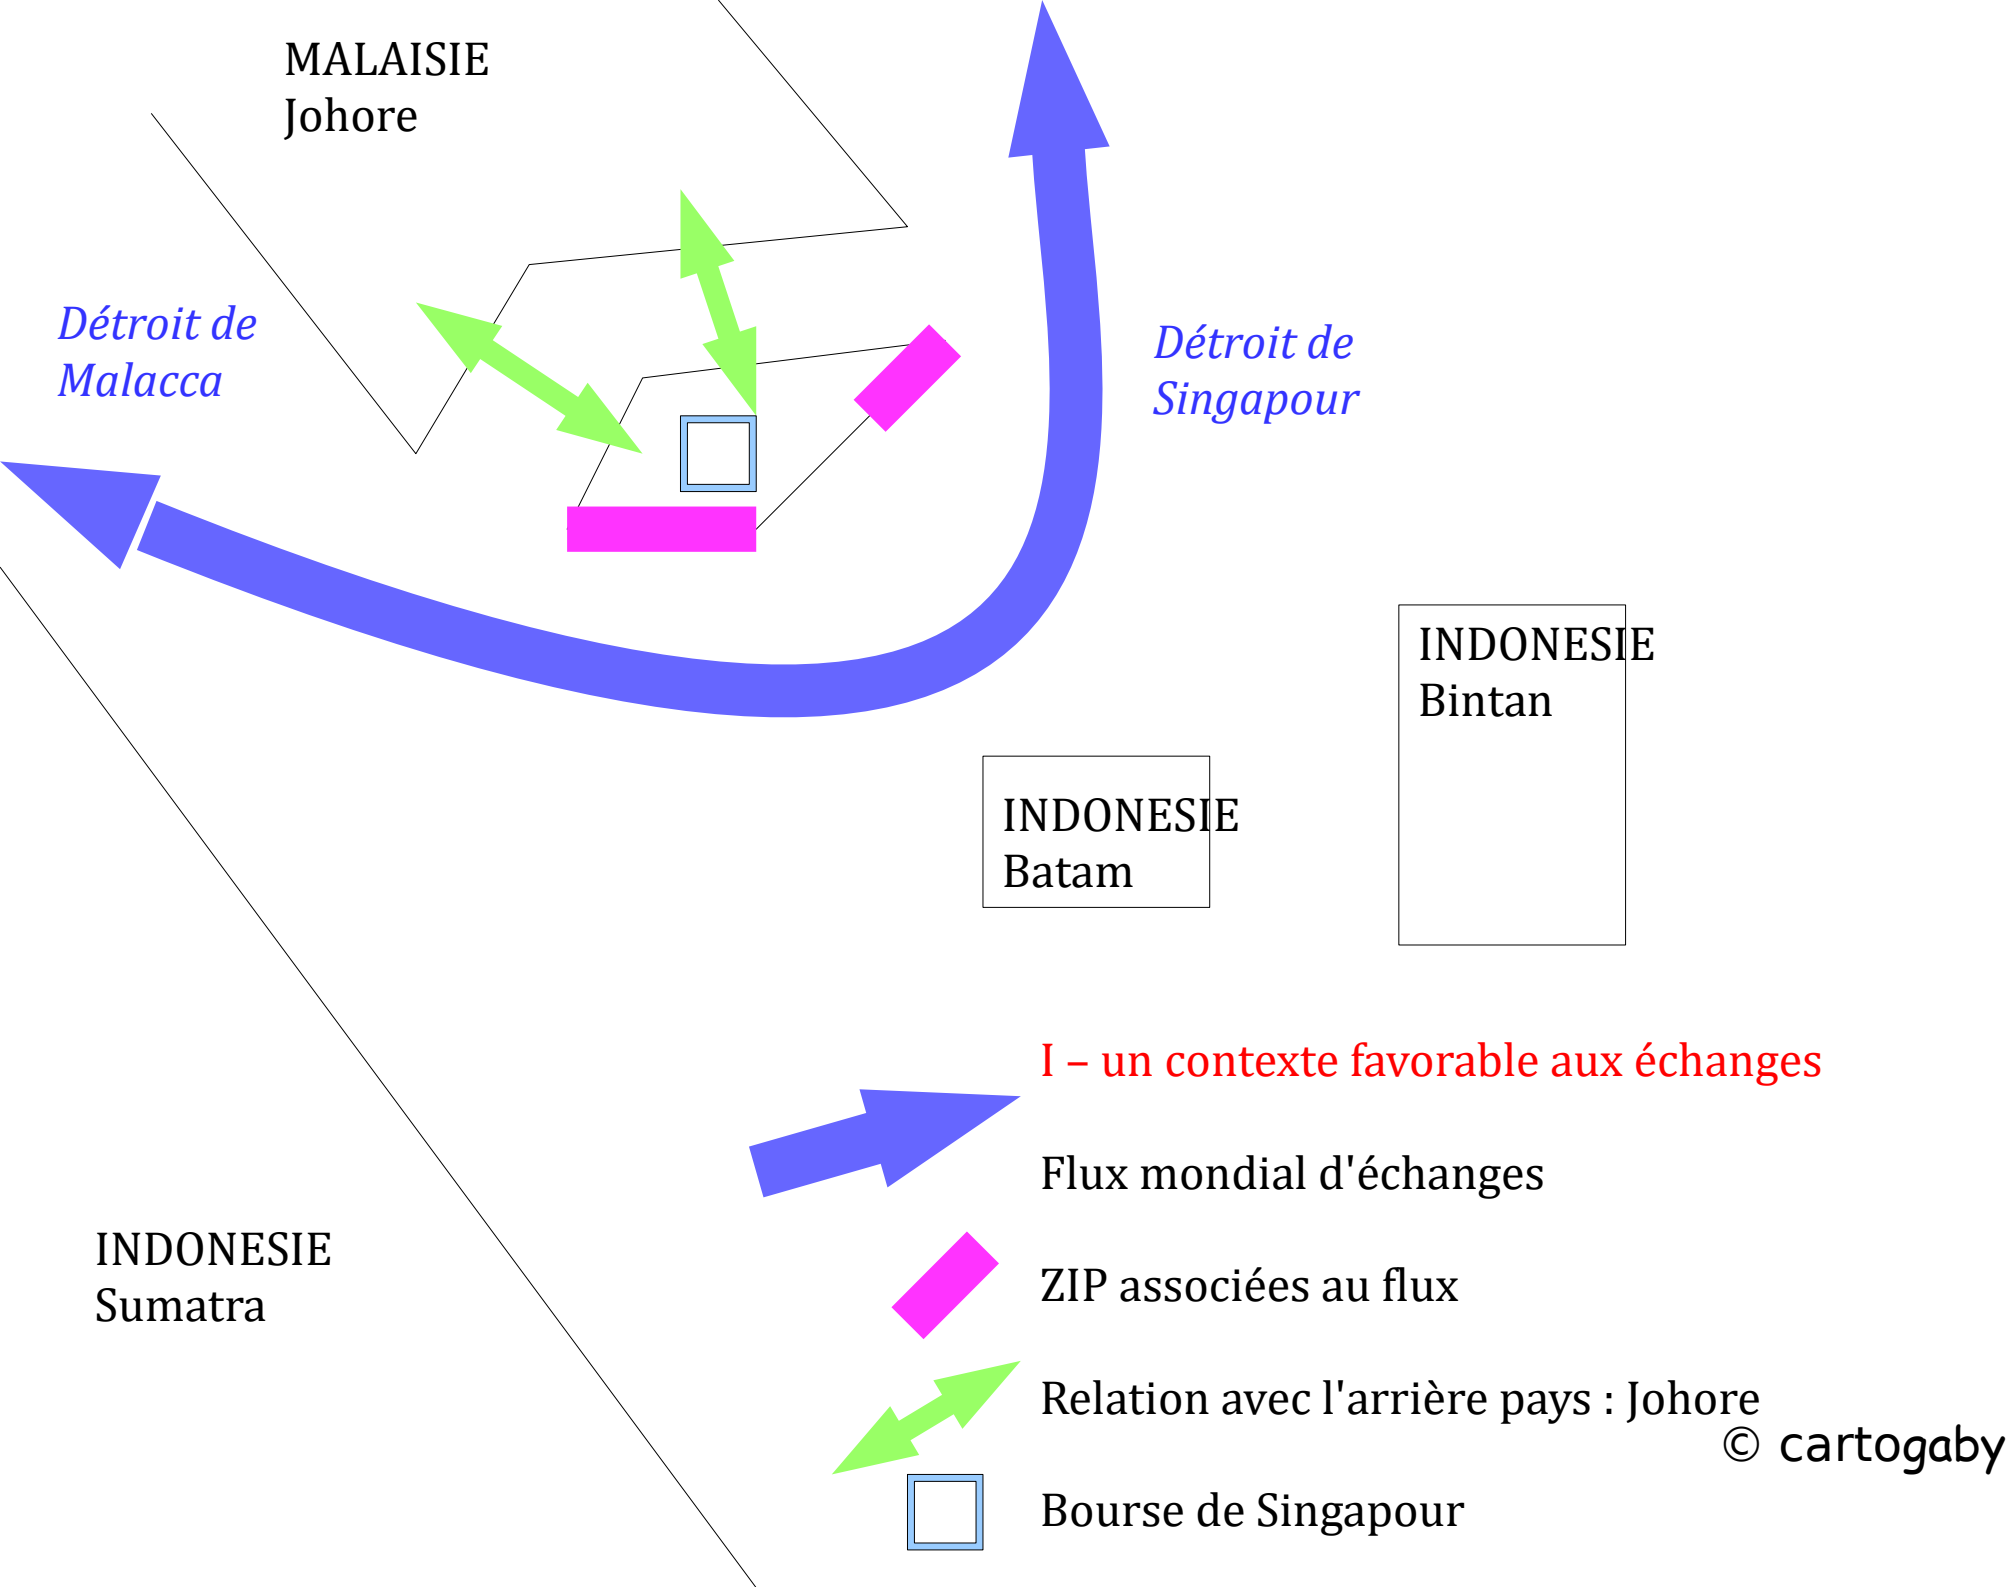 MALAISIE
Johore
Détroit de
Malacca
Détroit de
Singapour
INDONESIE
Bintan
INDONESIE
Batam
INDONESIE
Sumatra
I – un contexte favorable aux échanges
Flux mondial d'échanges
ZIP associées au flux
Relation avec l'arrière pays : Johore
© cartogaby
Bourse de Singapour